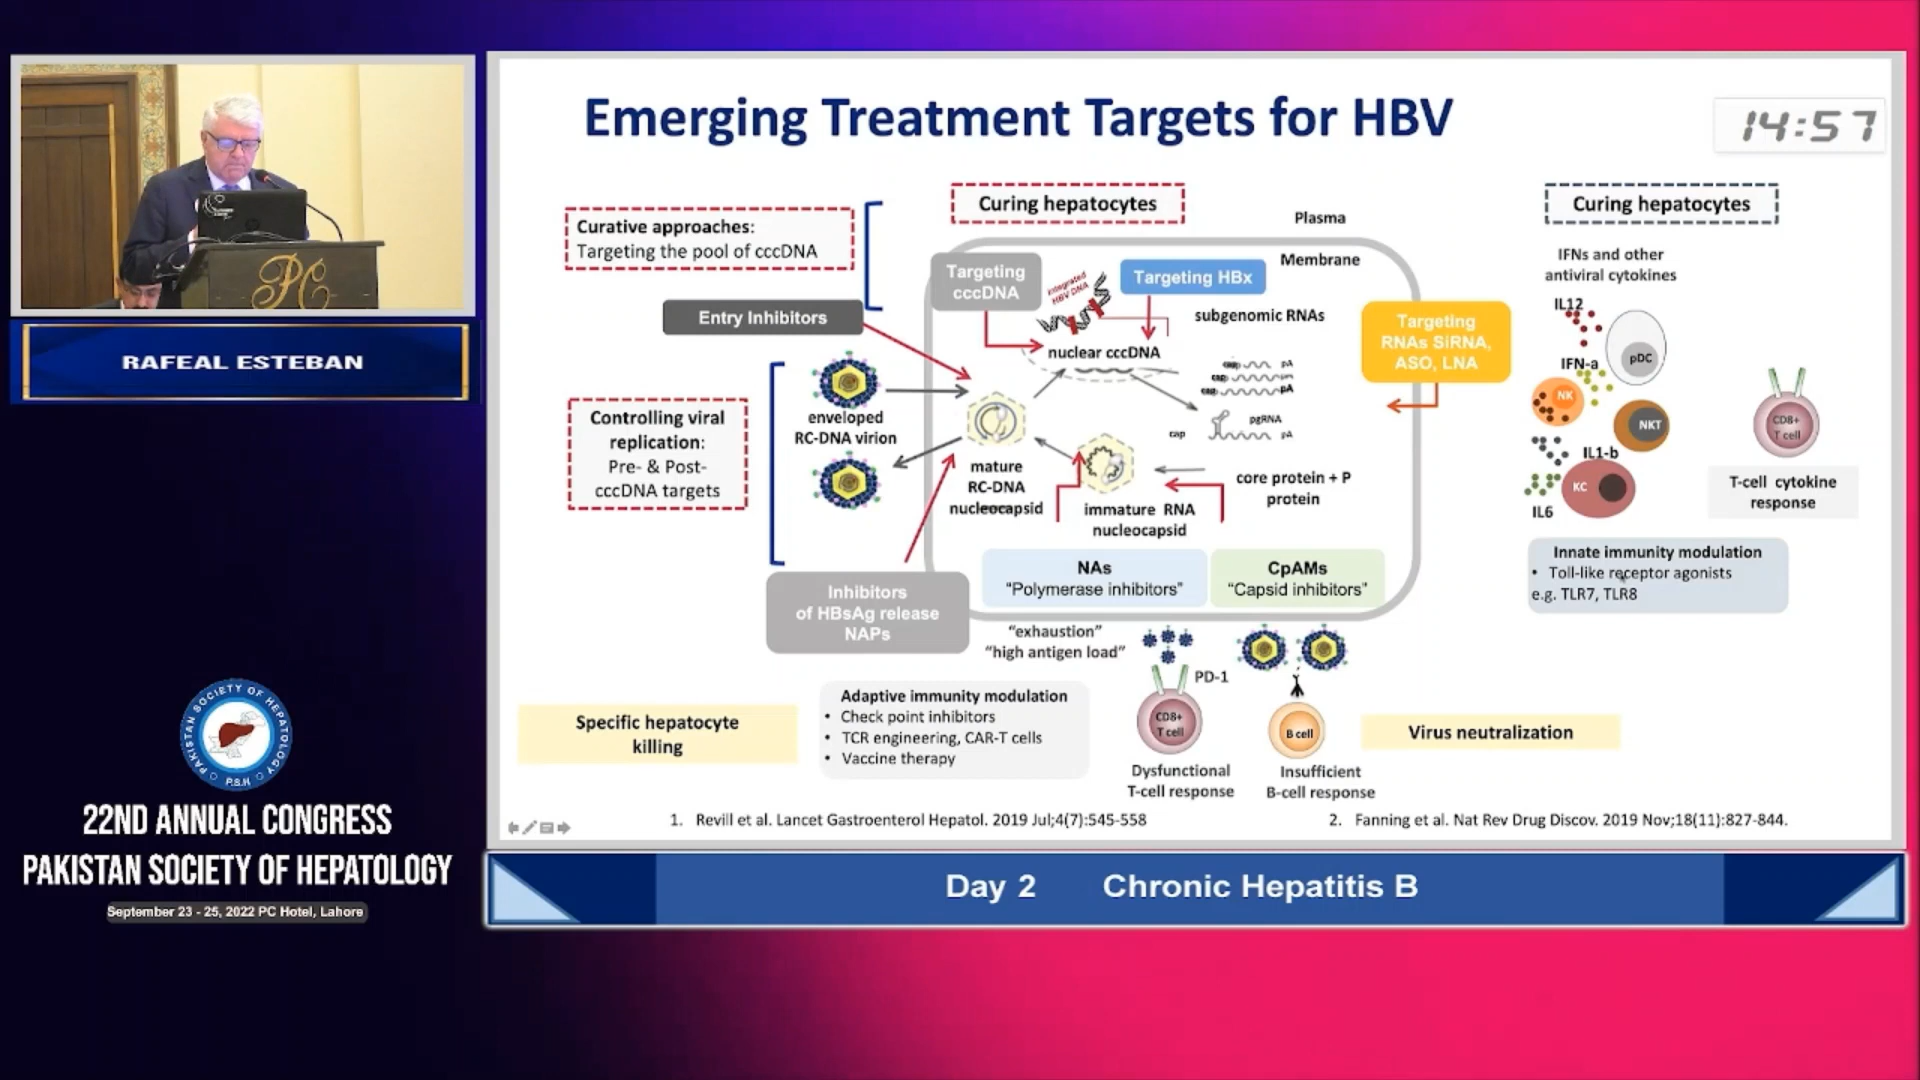 Emerging Treatment Targets for HBV
14:57
Curative approaches:
Targeting the pool of cccDNA
Curing hepatocytes
Plasma
Membrane
Curing hepatocytes
Targeting
cccDNA
Integrated
HBV DNA
Targeting HBx
Entry Inhibitors
subgenomic RNAs
nuclear cccDNA
Targeting
RNAs SiRNA,
ASO, LNA
IFNs and other
antiviral cytokines
IL12
pDC
IFN-a
NK
NKT
IL1-b
KC
IL6
CD8+
T cell
T-cell cytokine
response
Controlling viral
replication:
Pre- & Post-
cccDNA targets
enveloped
RC-DNA virion
cap pA
cap
cap pA
pgRNA
cap pA
mature
RC-DNA
nucleocapsid
immature RNA
nucleocapsid
core protein + P
protein
NAs
“Polymerase inhibitors”
CpAMs
“Capsid inhibitors”
Innate immunity modulation
• Toll-like receptor agonists
e.g. TLR7, TLR8
Inhibitors
of HBsAg release
NAPs
“exhaustion”
“high antigen load”
PD-1
CD8+
T cell
B cell
Specific hepatocyte
killing
Adaptive immunity modulation
• Check point inhibitors
• TCR engineering, CAR-T cells
• Vaccine therapy
Dysfunctional
T-cell response
Insufficient
B-cell response
Virus neutralization
1. Revill et al. Lancet Gastroenterol Hepatol. 2019 Jul;4(7):545-558
2. Fanning et al. Nat Rev Drug Discov. 2019 Nov;18(11):827-844.
PC
RAFEAL ESTEBAN
PAKISTAN SOCIETY OF HEPATOLOGY
P.S.H
22ND ANNUAL CONGRESS
PAKISTAN SOCIETY OF HEPATOLOGY
September 23 - 25, 2022 PC Hotel, Lahore
Day 2 Chronic Hepatitis B